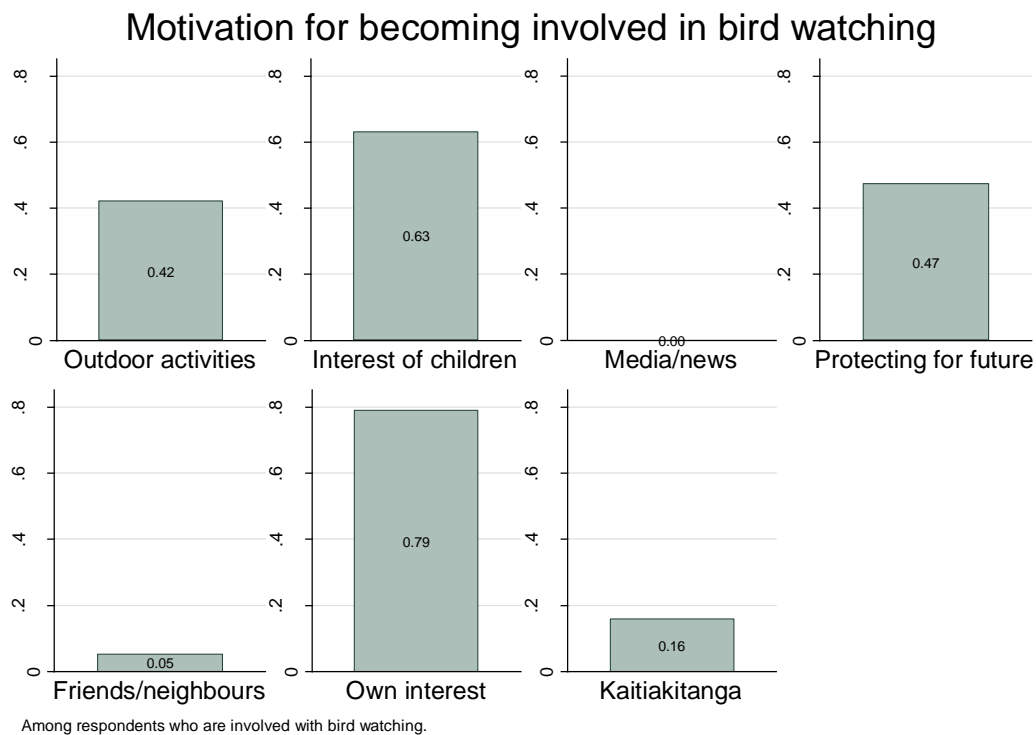 Motivation for becoming involved in bird watching
.8 .8 .8 .8
.6 .6 .6 .6
.4 .4 .4 .4
.2 .2 .2 .2
0 0 0 0
0.42 0.63 0.00 0.47
Outdoor activities Interest of children Media/news Protecting for future
.8 .8 .8
.6 .6 .6
.4 .4 .4
.2 .2 .2
0 0 0
0.05 0.79 0.16
Friends/neighbours Own interest Kaitiakitanga
Among respondents who are involved with bird watching.